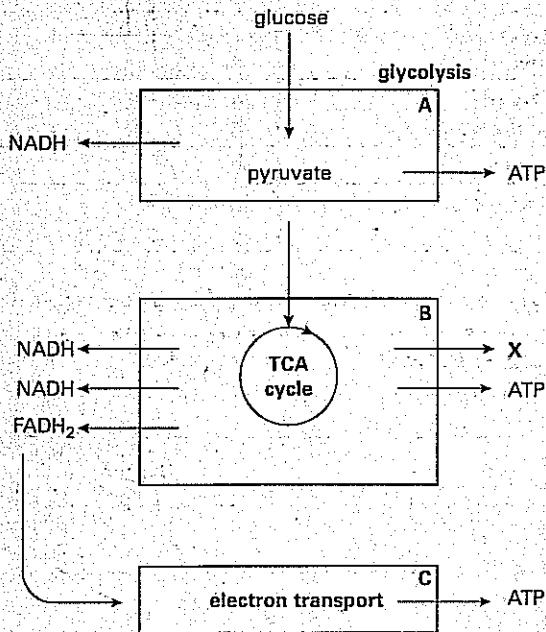 glucose
glycolysis
A
NADH
pyruvate
ATP
B
NADH
X
TCA
cycle
NADH
ATP
FADH₂
C
electron transport
ATP